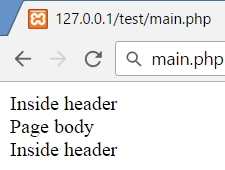 127.0.0.1/test/main.php
main.php
Inside header
Page body
Inside header